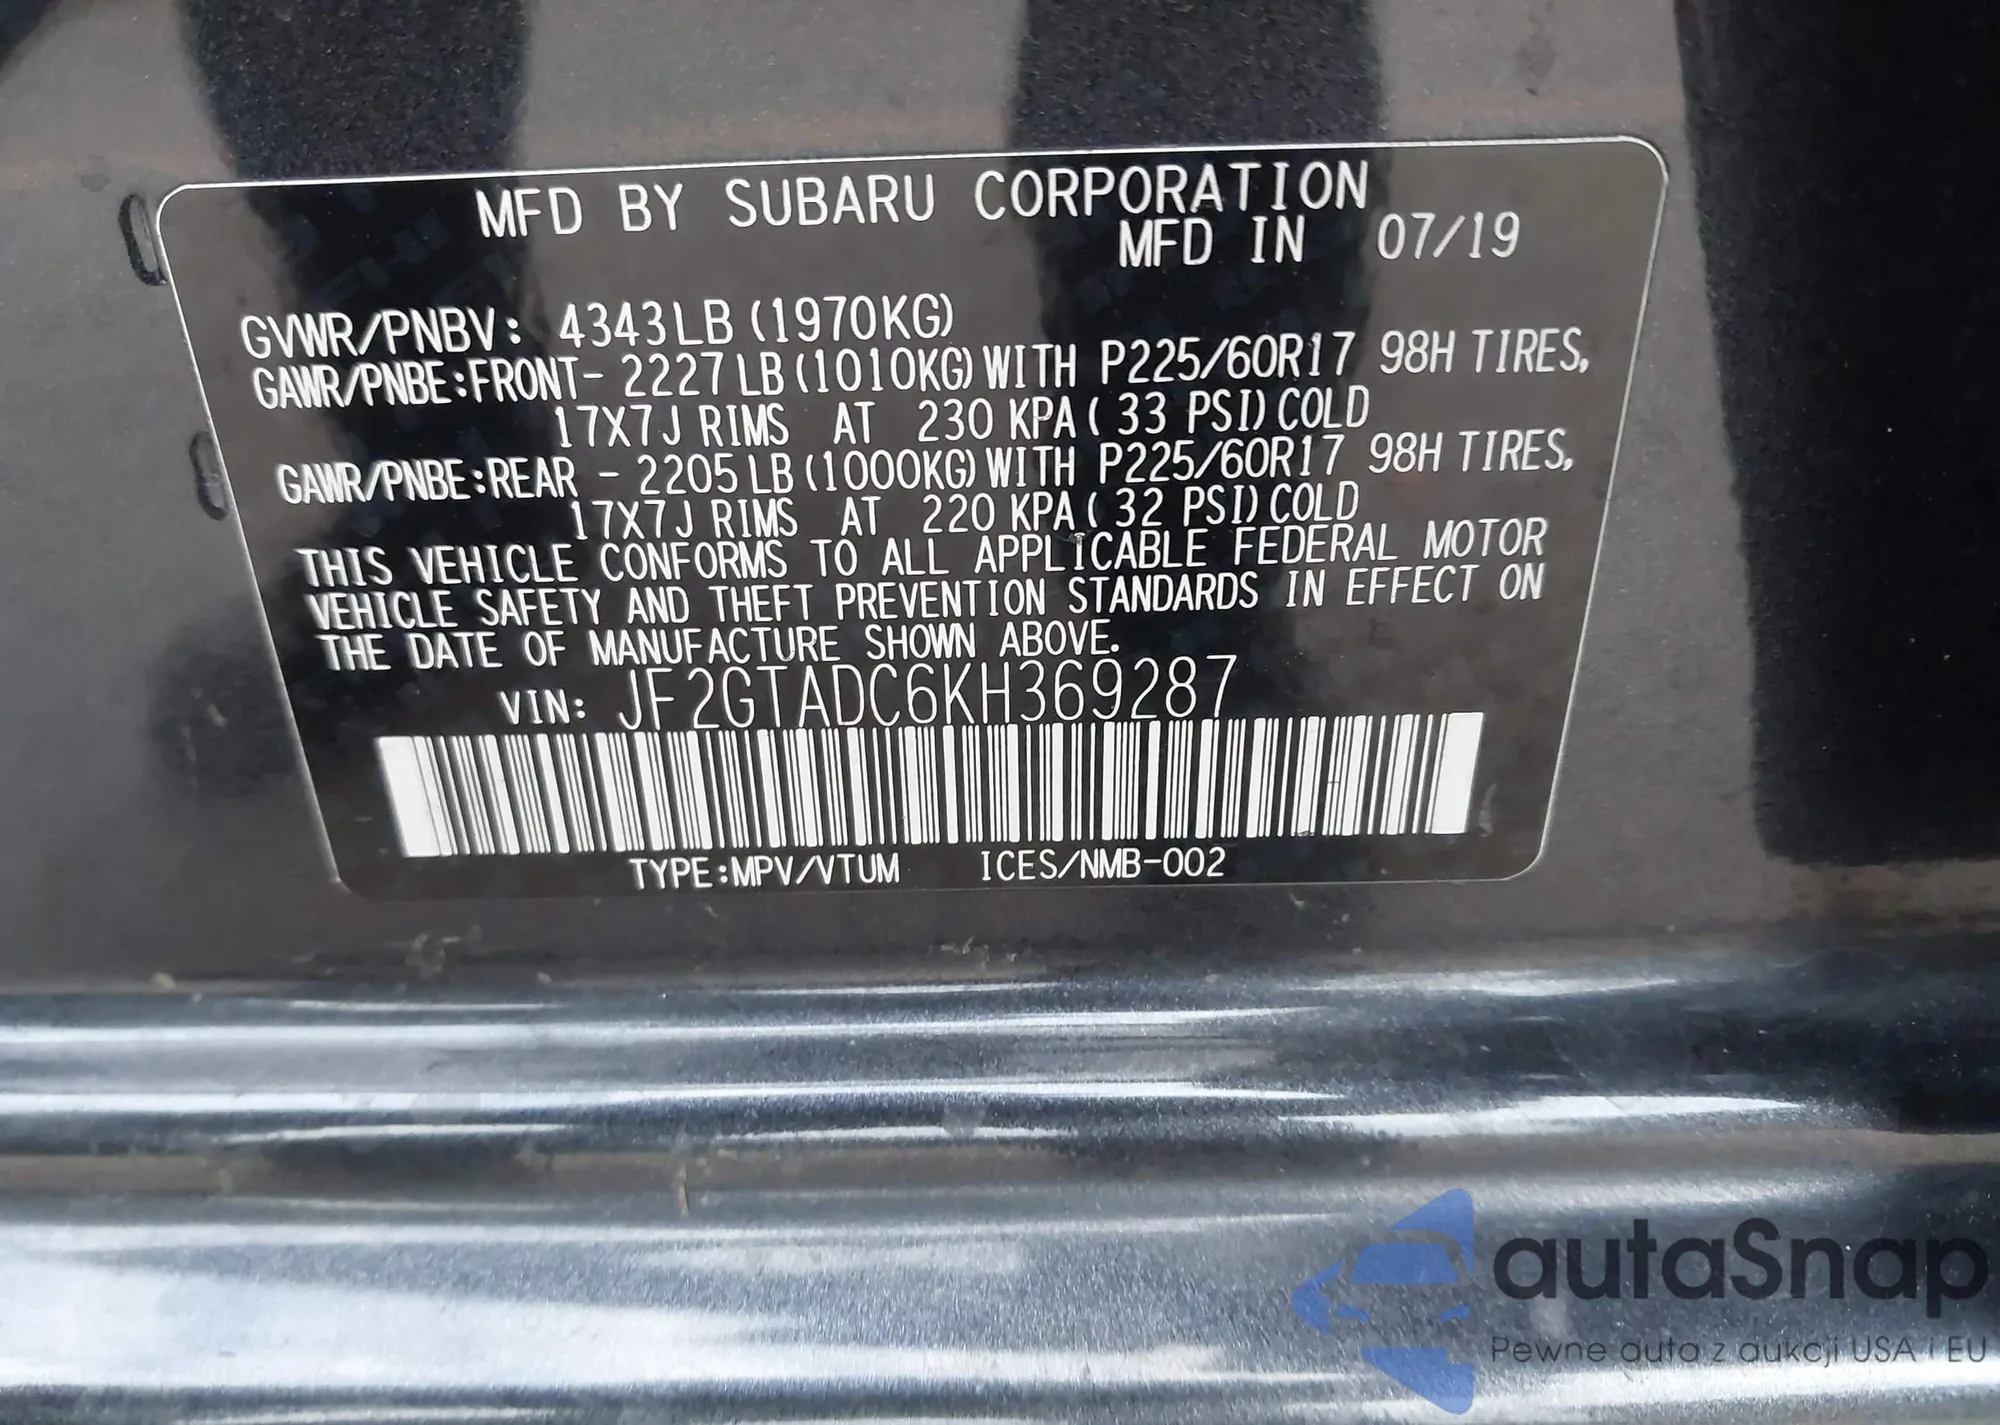 MFD BY SUBARU CORPORATION
MFD IN 07/19
GVWR/PNBV: 4343LB (1970KG)
GAWR/PNBE:FRONT- 2227LB(1010KG)WITH P225/60R17 98H TIRES,
17X7J RIMS AT 230 KPA( 33 PSI)COLD
GAWR/PNBE:REAR - 2205LB(1000KG)WITH P225/60R17 98H TIRES,
17X7J RIMS AT 220 KPA( 32 PSI)COLD
THIS VEHICLE CONFORMS TO ALL APPLICABLE FEDERAL MOTOR
VEHICLE SAFETY AND THEFT PREVENTION STANDARDS IN EFFECT ON
THE DATE OF MANUFACTURE SHOWN ABOVE.
VIN: JF2GTADC6KH369287
TYPE:MPV/VTUM ICES/NMB-002
autaSnap
Pewne auta z aukcji USA i EU